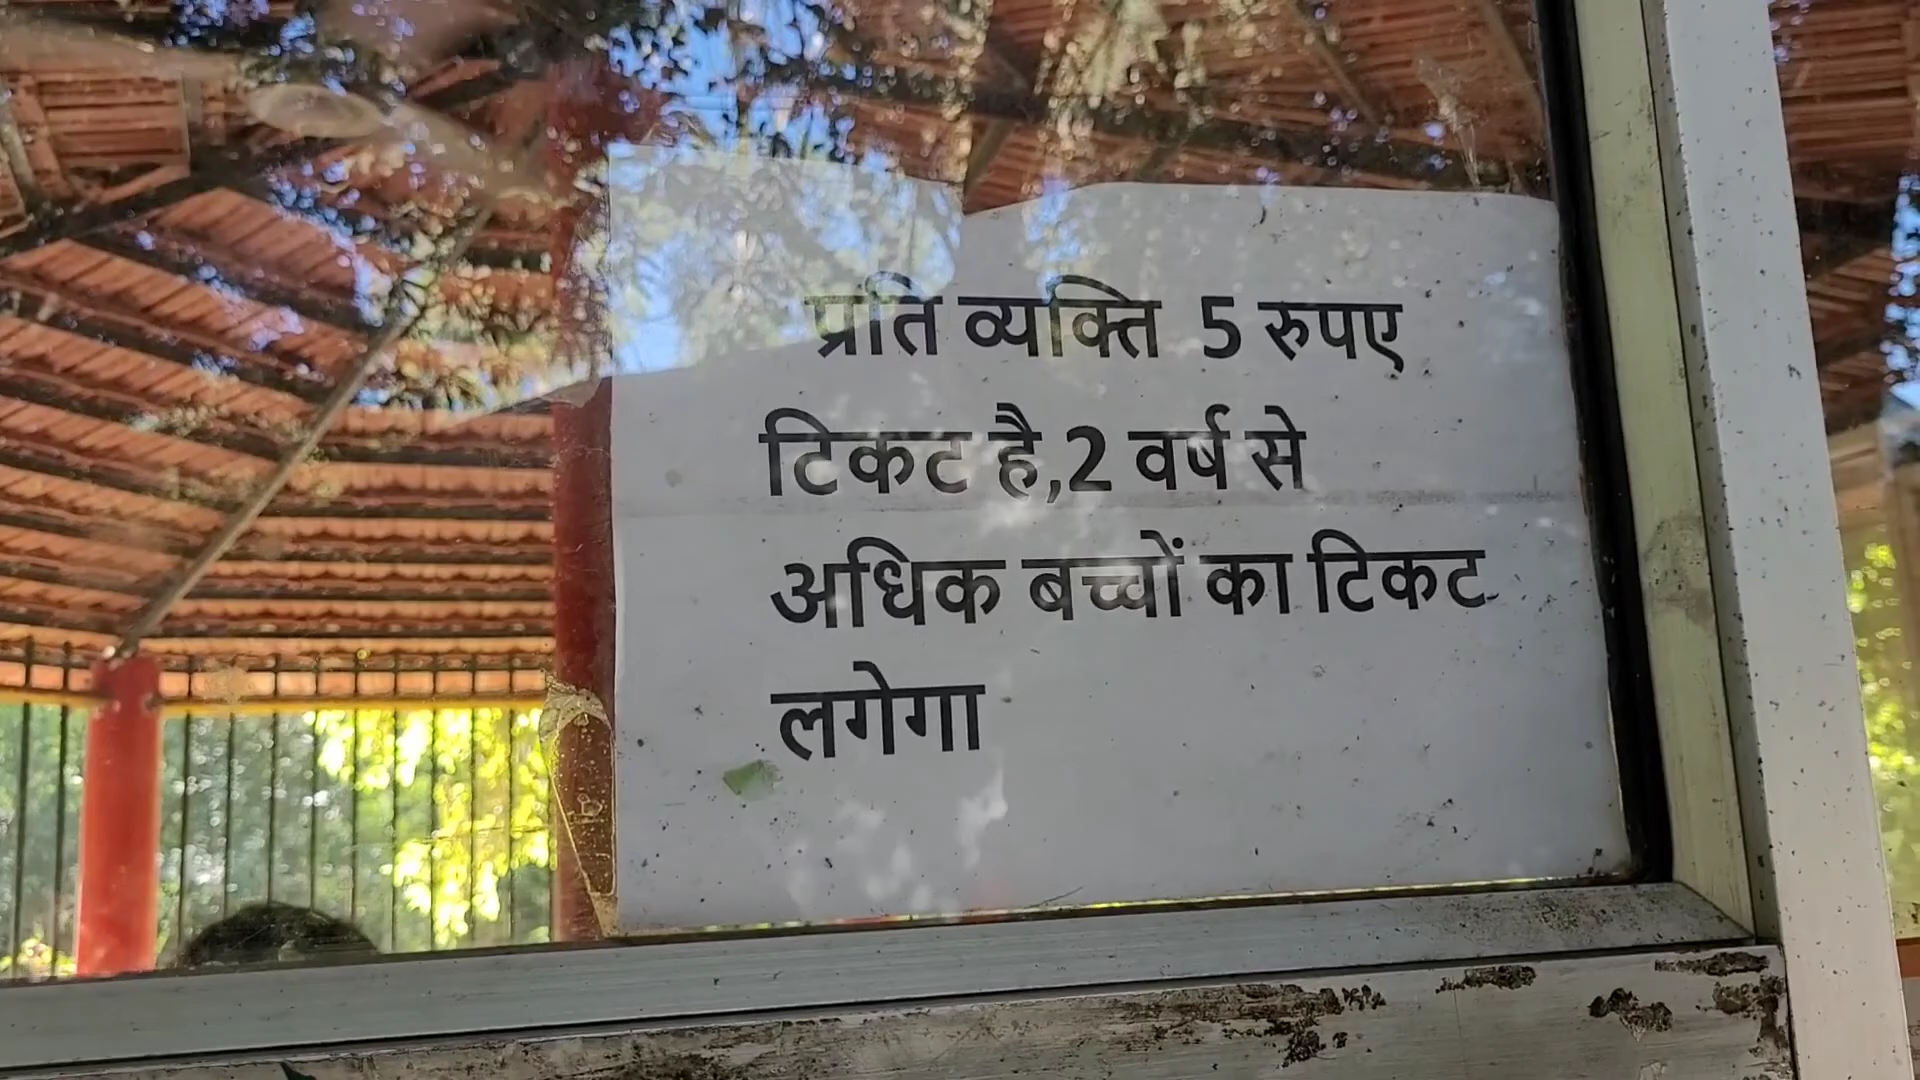 प्रति व्यक्ति 5 रुपए
टिकट है,2 वर्ष से
अधिक बच्चों का टिकट
लगेगा